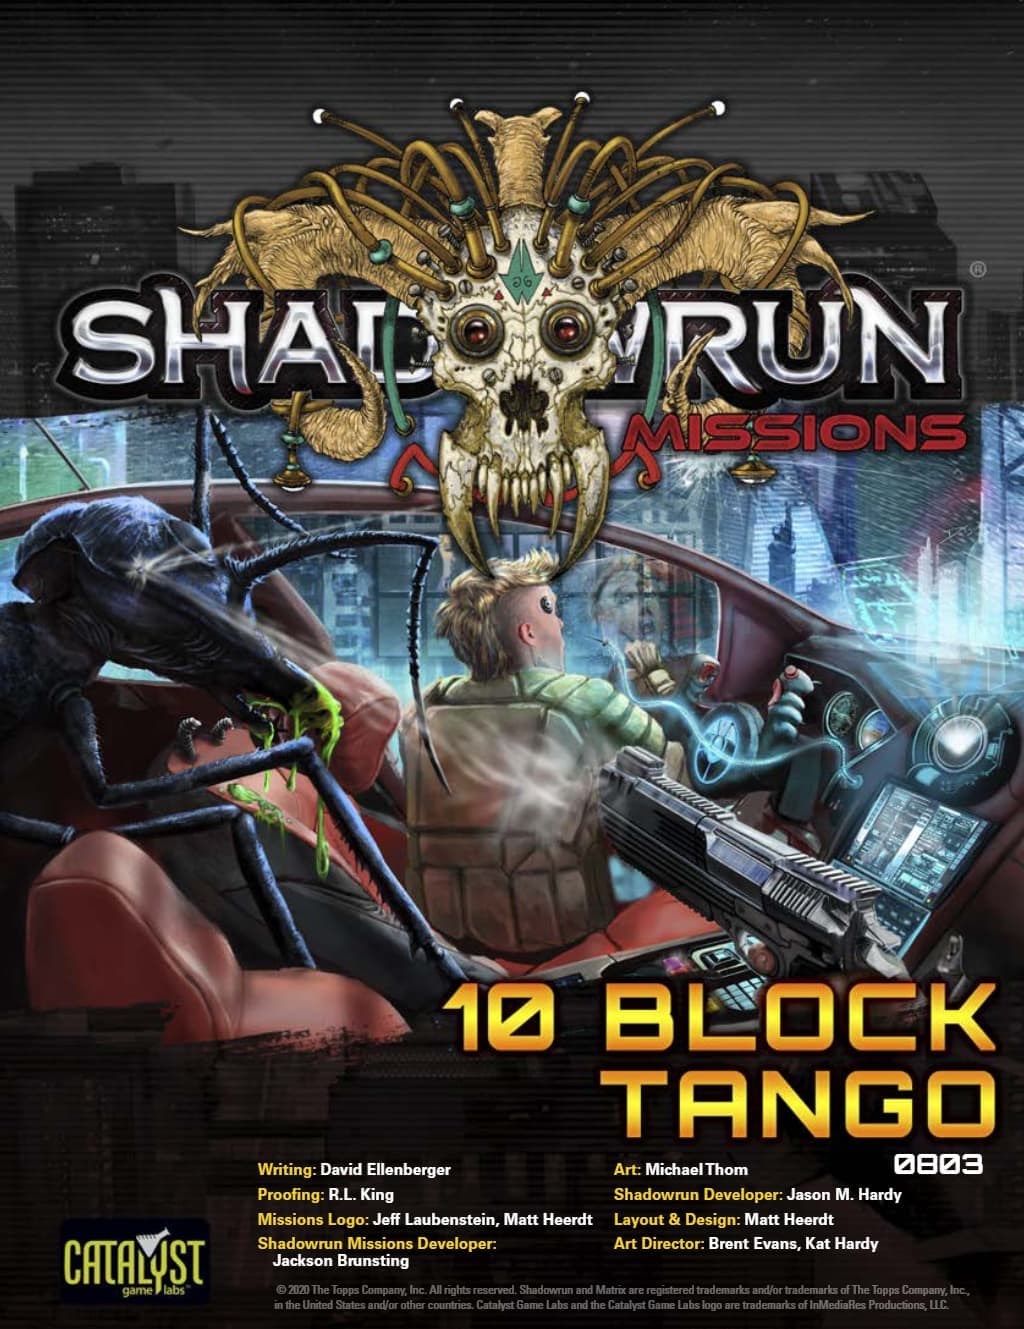 SHADOWRUN
®
MISSIONS
10 BLOCK
TANGO
0803
Writing: David Ellenberger
Proofing: R.L. King
Missions Logo: Jeff Laubenstein, Matt Heerdt
Shadowrun Missions Developer:
Jackson Brunsting
Art: Michael Thom
Shadowrun Developer: Jason M. Hardy
Layout & Design: Matt Heerdt
Art Director: Brent Evans, Kat Hardy
CATALYST
game labs™
© 2020 The Topps Company, Inc. All rights reserved. Shadowrun and Matrix are registered trademarks and/or trademarks of The Topps Company, Inc.,
in the United States and/or other countries. Catalyst Game Labs and the Catalyst Game Labs logo are trademarks of InMediaRes Productions, LLC.